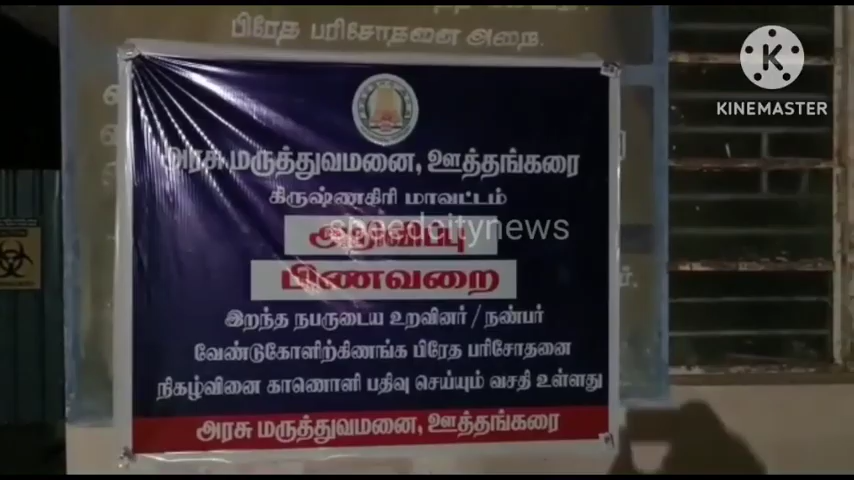 பிரேத பரிசோதனை அறை.
KINEMASTER
அரசு மருத்துவமனை, ஊத்தங்கரை
கிருஷ்ணகிரி மாவட்டம்
speedcitynews
அறிவிப்பு
பிணவறை
இறந்த நபருடைய உறவினர் / நண்பர்
வேண்டுகோளிற்கிணங்க பிரேத பரிசோதனை
நிகழ்வினை காணொளி பதிவு செய்யும் வசதி உள்ளது
அரசு மருத்துவமனை, ஊத்தங்கரை